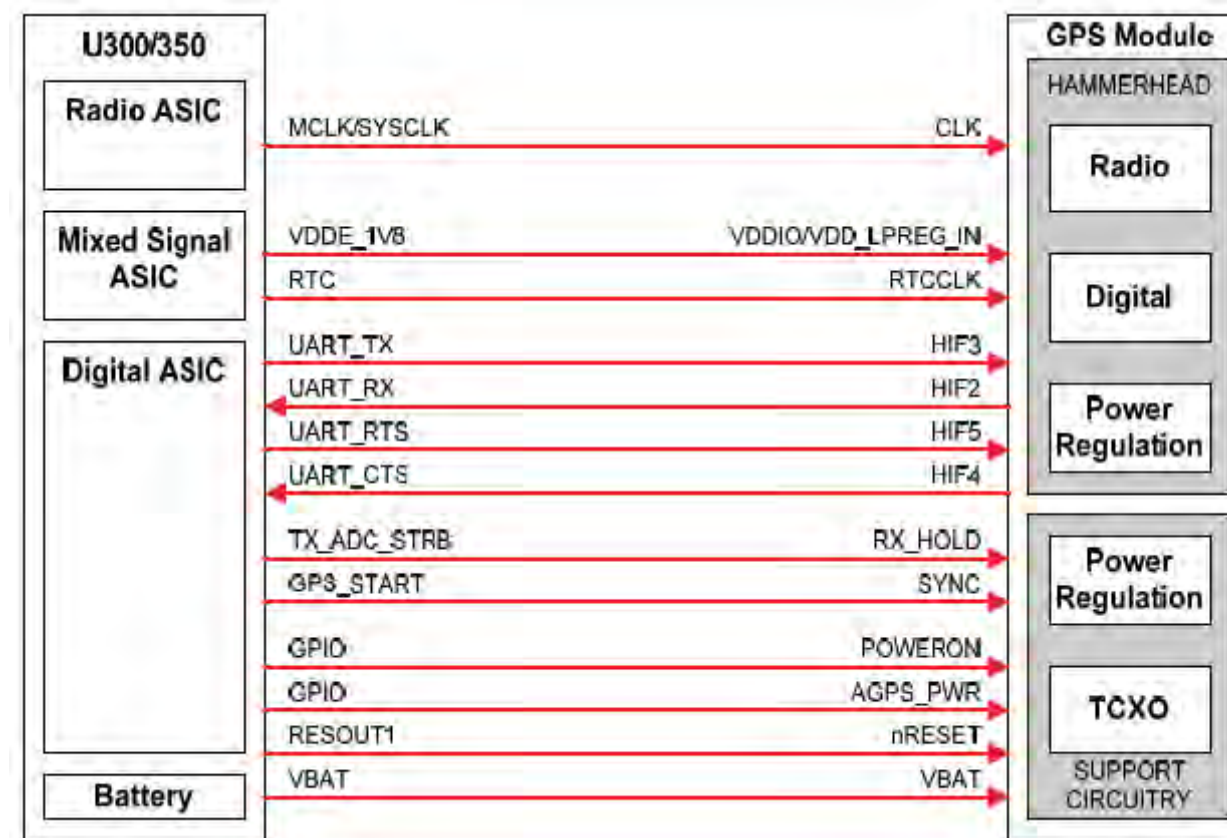 U300/350
GPS Module
Radio ASIC
HAMMERHEAD
MCLK/SYSCLK CLK
Radio
Mixed Signal
ASIC
VDDE_1V8 VDDIO/VDD_LPREG_IN
RTC RTCCLK
Digital
Digital ASIC
UART_TX HIF3
UART_RX HIF2
UART_RTS HIF5
UART_CTS HIF4
Power
Regulation
TX_ADC_STRB RX_HOLD
GPS_START SYNC
Power
Regulation
GPIO POWERON
GPIO AGPS_PWR
RESOUT1 nRESET
TCXO
VBAT VBAT
Battery
SUPPORT
CIRCUITRY